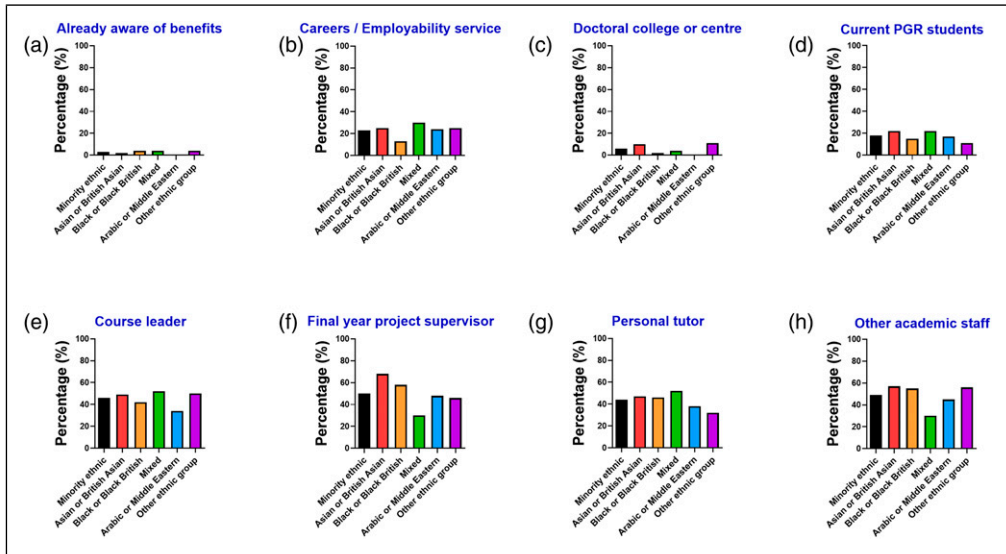 (a)
Already aware of benefits
Percentage (%)
100
80
60
40
20
0
Minority ethnic
Asian or British Asian
Black or Black British
Mixed
Arabic or Middle Eastern
Other ethnic group
(b)
Careers / Employability service
Percentage (%)
100
80
60
40
20
0
Minority ethnic
Asian or British Asian
Black or Black British
Mixed
Arabic or Middle Eastern
Other ethnic group
(c)
Doctoral college or centre
Percentage (%)
100
80
60
40
20
0
Minority ethnic
Asian or British Asian
Black or Black British
Mixed
Arabic or Middle Eastern
Other ethnic group
(d)
Current PGR students
Percentage (%)
100
80
60
40
20
0
Minority ethnic
Asian or British Asian
Black or Black British
Mixed
Arabic or Middle Eastern
Other ethnic group
(e)
Course leader
Percentage (%)
100
80
60
40
20
0
Minority ethnic
Asian or British Asian
Black or Black British
Mixed
Arabic or Middle Eastern
Other ethnic group
(f)
Final year project supervisor
Percentage (%)
100
80
60
40
20
0
Minority ethnic
Asian or British Asian
Black or Black British
Mixed
Arabic or Middle Eastern
Other ethnic group
(g)
Personal tutor
Percentage (%)
100
80
60
40
20
0
Minority ethnic
Asian or British Asian
Black or Black British
Mixed
Arabic or Middle Eastern
Other ethnic group
(h)
Other academic staff
Percentage (%)
100
80
60
40
20
0
Minority ethnic
Asian or British Asian
Black or Black British
Mixed
Arabic or Middle Eastern
Other ethnic group